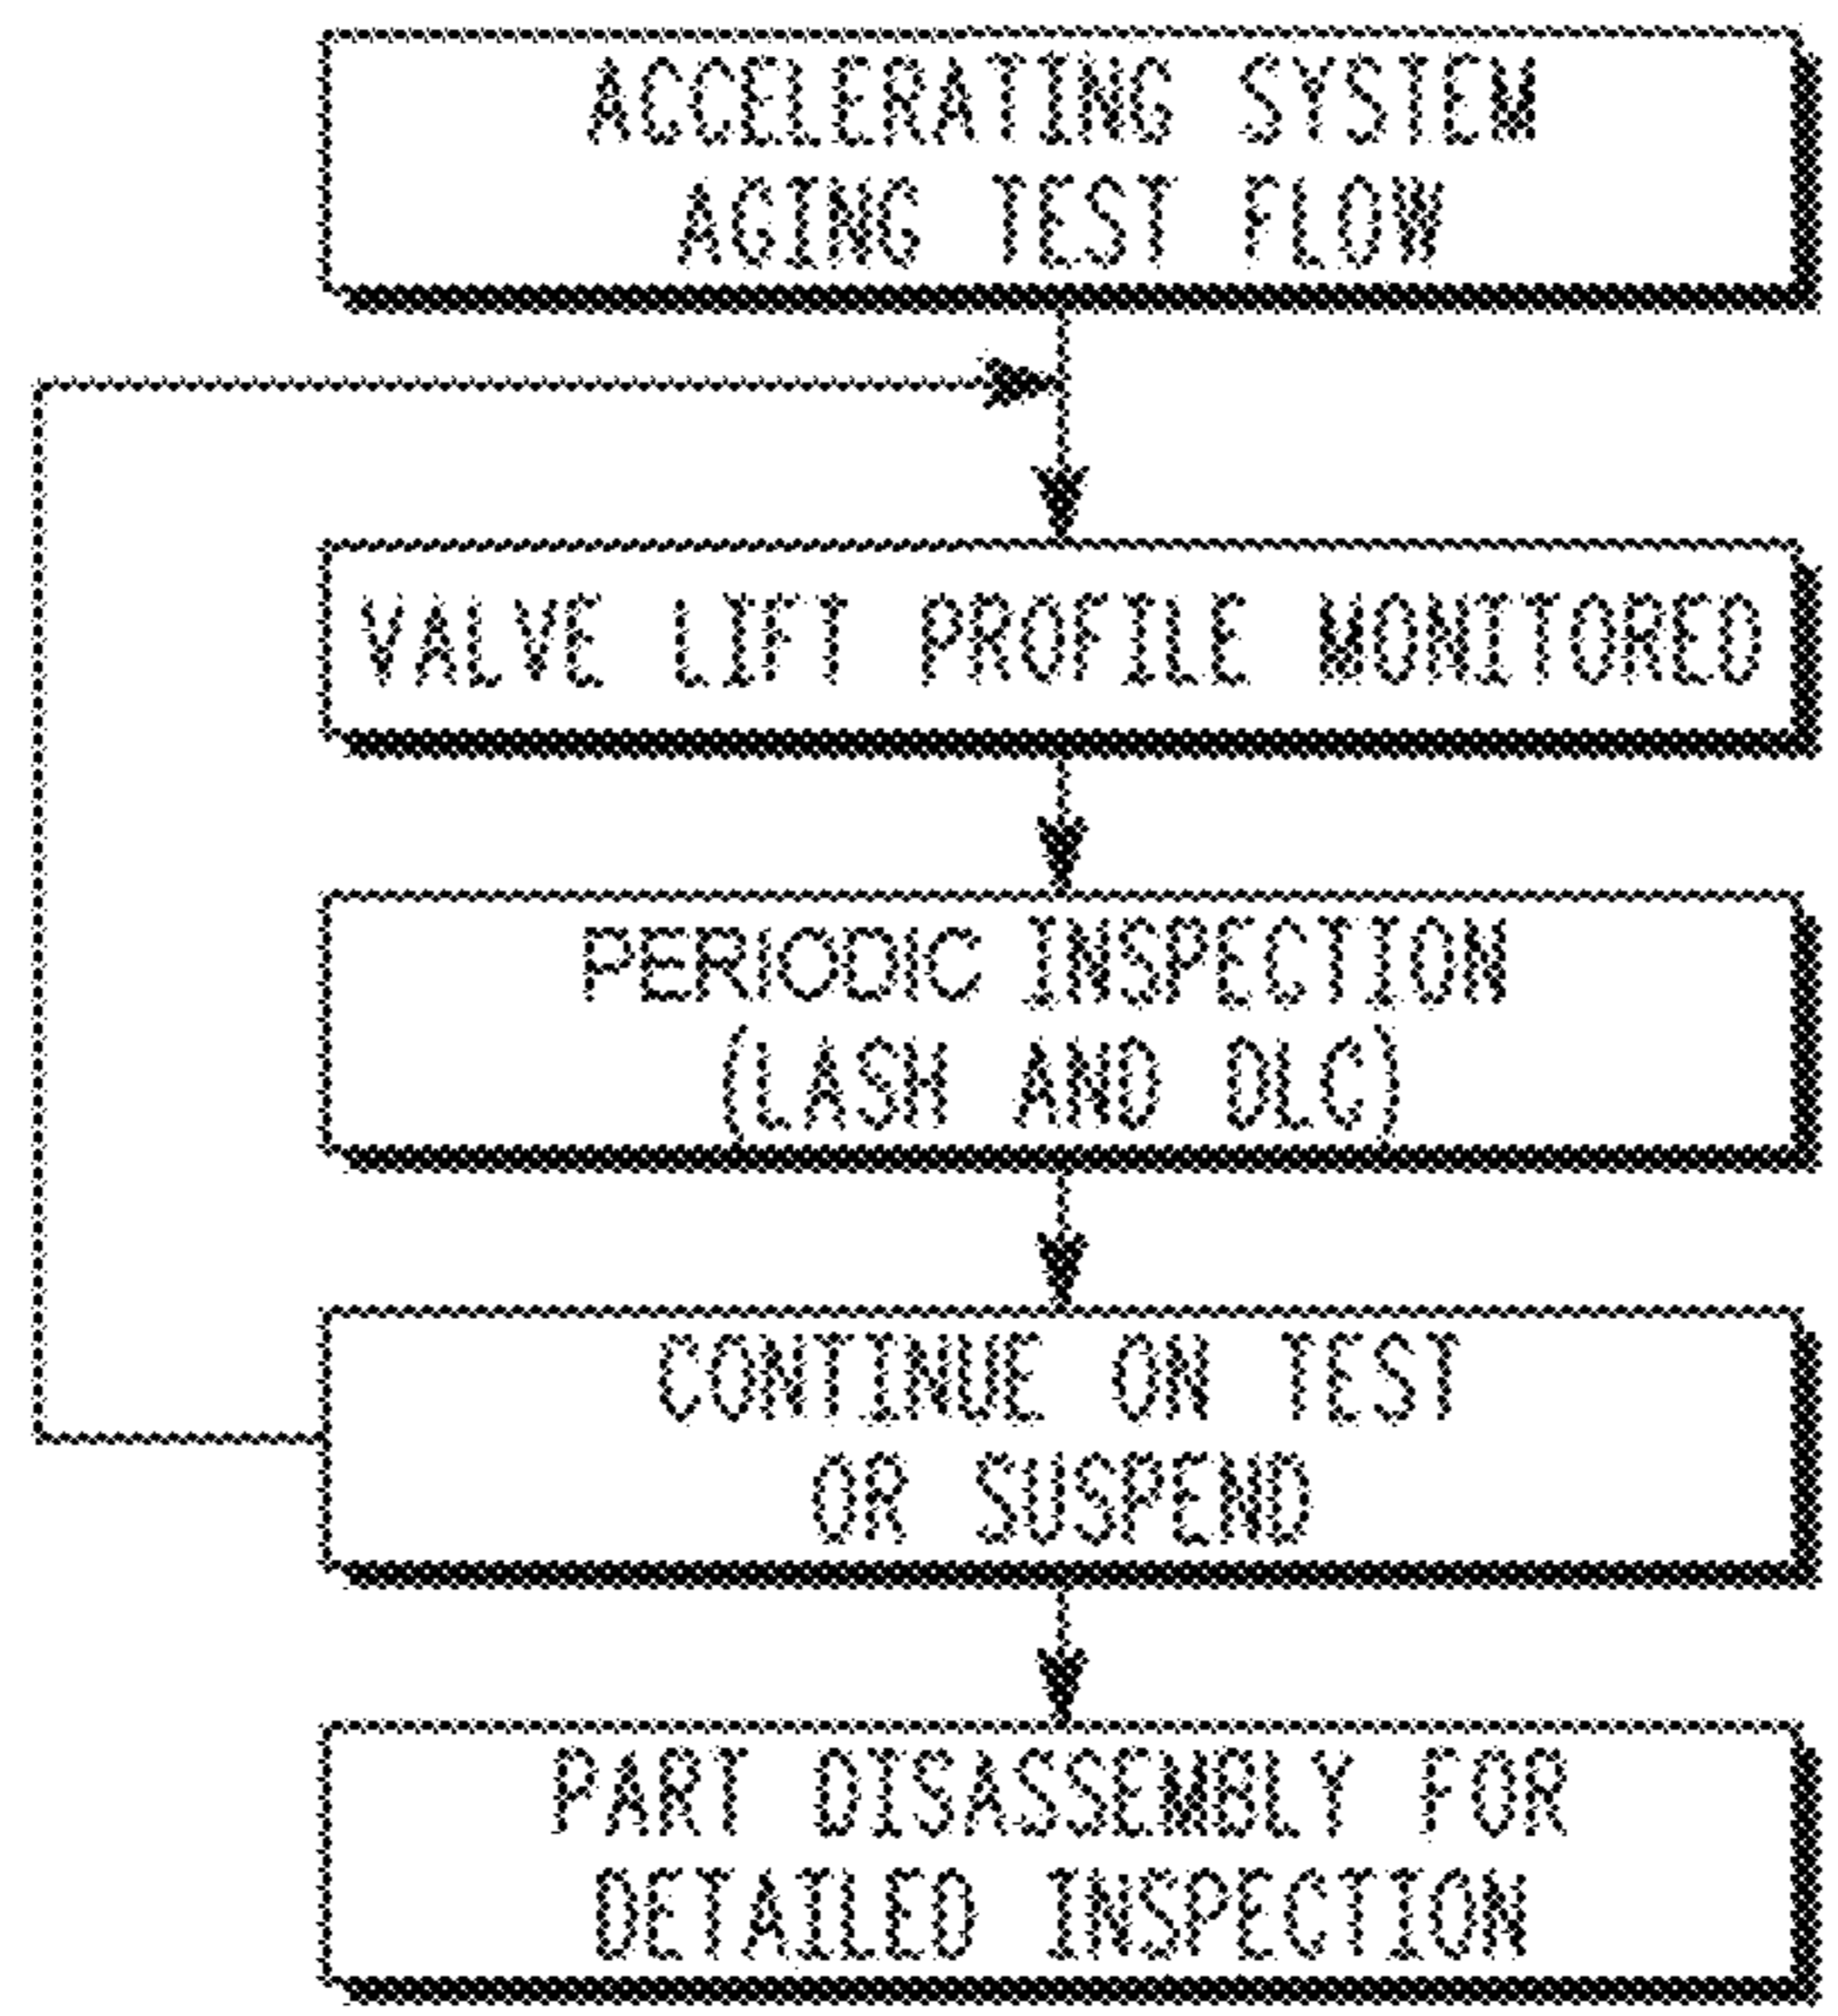 ACCELERATING SYSTEM
AGING TEST FLOW
VALVE LIFT PROFILE MONITORED
PERIODIC INSPECTION
(LASH AND DLC)
CONTINUE ON TEST
OR SUSPEND
PART DISASSEMBLY FOR
DETAILED INSPECTION